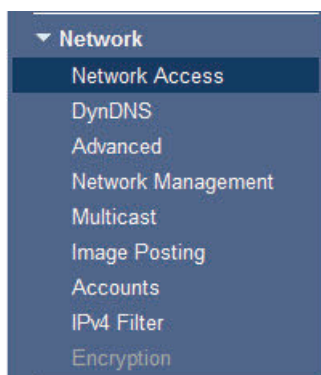 Network
Network Access
DynDNS
Advanced
Network Management
Multicast
Image Posting
Accounts
IPv4 Filter
Encryption